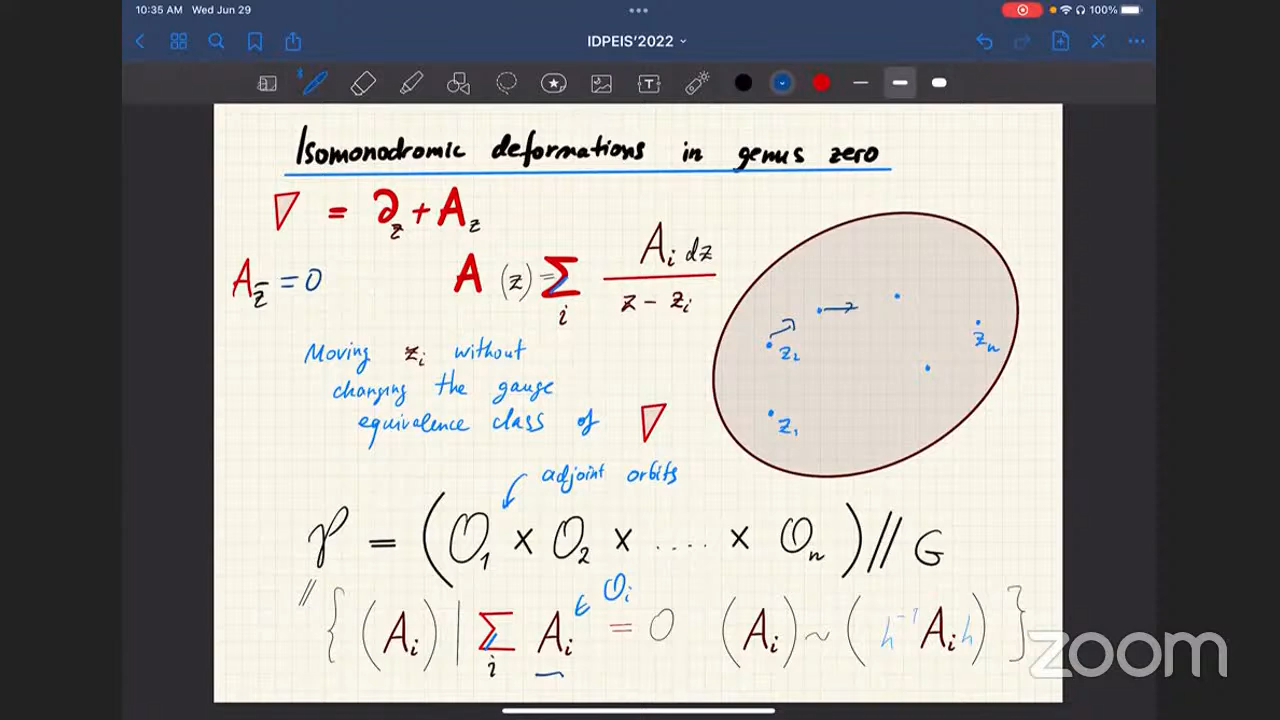 10:35 AM Wed Jun 29
100%
IDPEIS'2022
Isomonodromic deformations in genus zero
∇ = ∂_z + A_z
A_z̄ = 0
A (z) = Σ_i A_i dz / (z − z_i)
Moving z_i without
changing the gauge
equivalence class of ∇
z_1
z_2
z_n
adjoint orbits
𝒫 = (O_1 × O_2 × .... × O_n) // G
// { (A_i) | Σ_i A_i = 0 (A_i) ~ (h^{-1} A_i h) }
∈ O_i
zoom